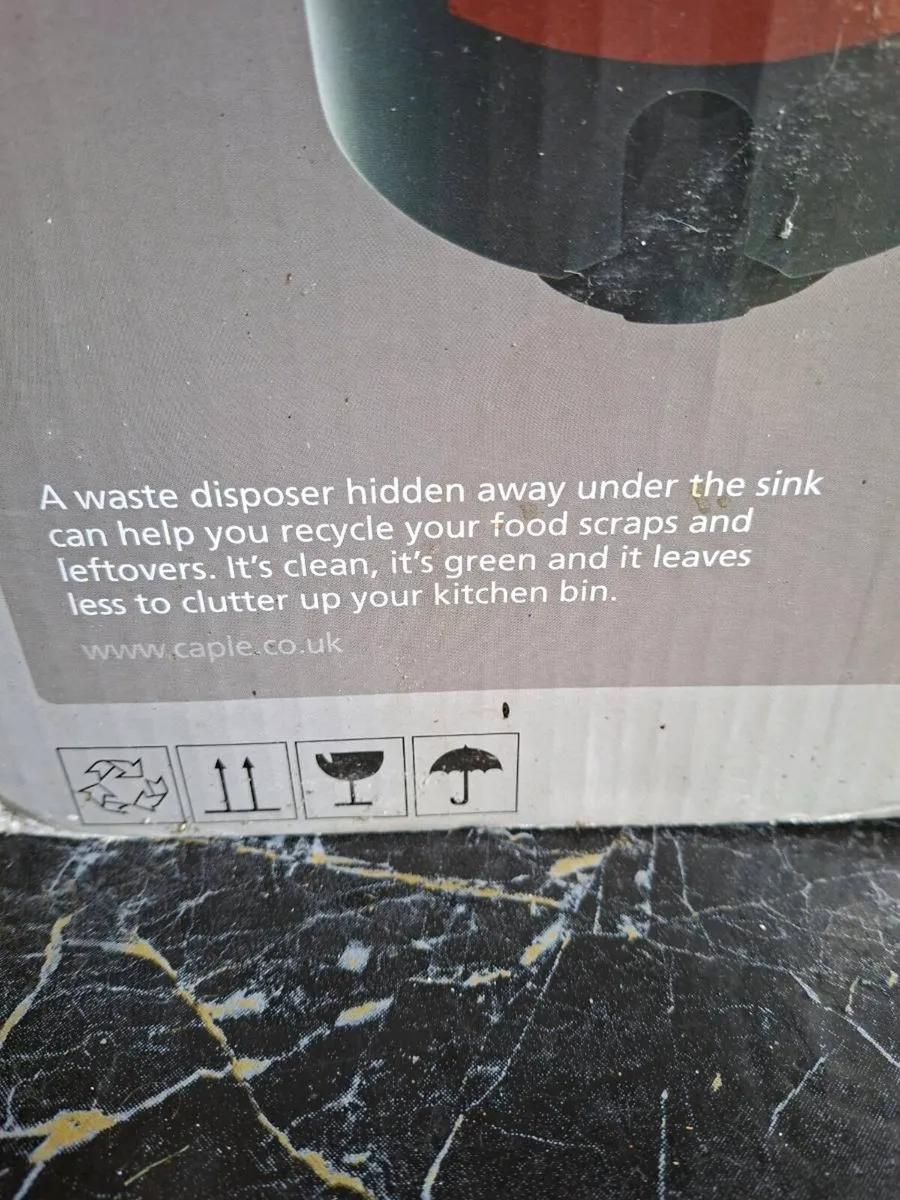 A waste disposer hidden away under the sink
can help you recycle your food scraps and
leftovers. It's clean, it's green and it leaves
less to clutter up your kitchen bin.
www.caple.co.uk